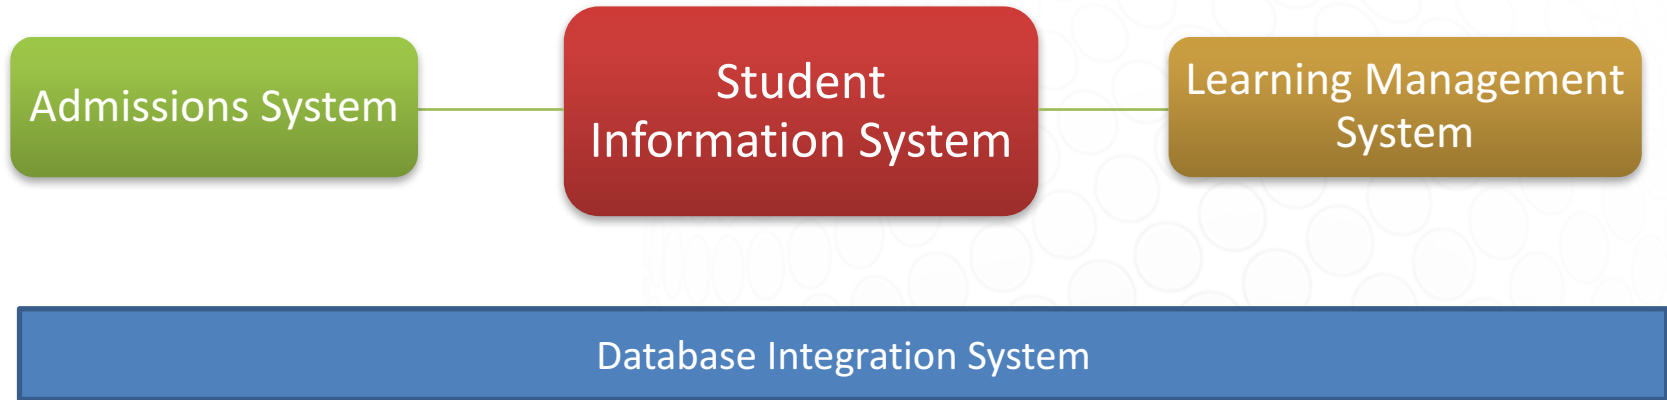 Admissions System
Student
Information System
Learning Management
System
Database Integration System